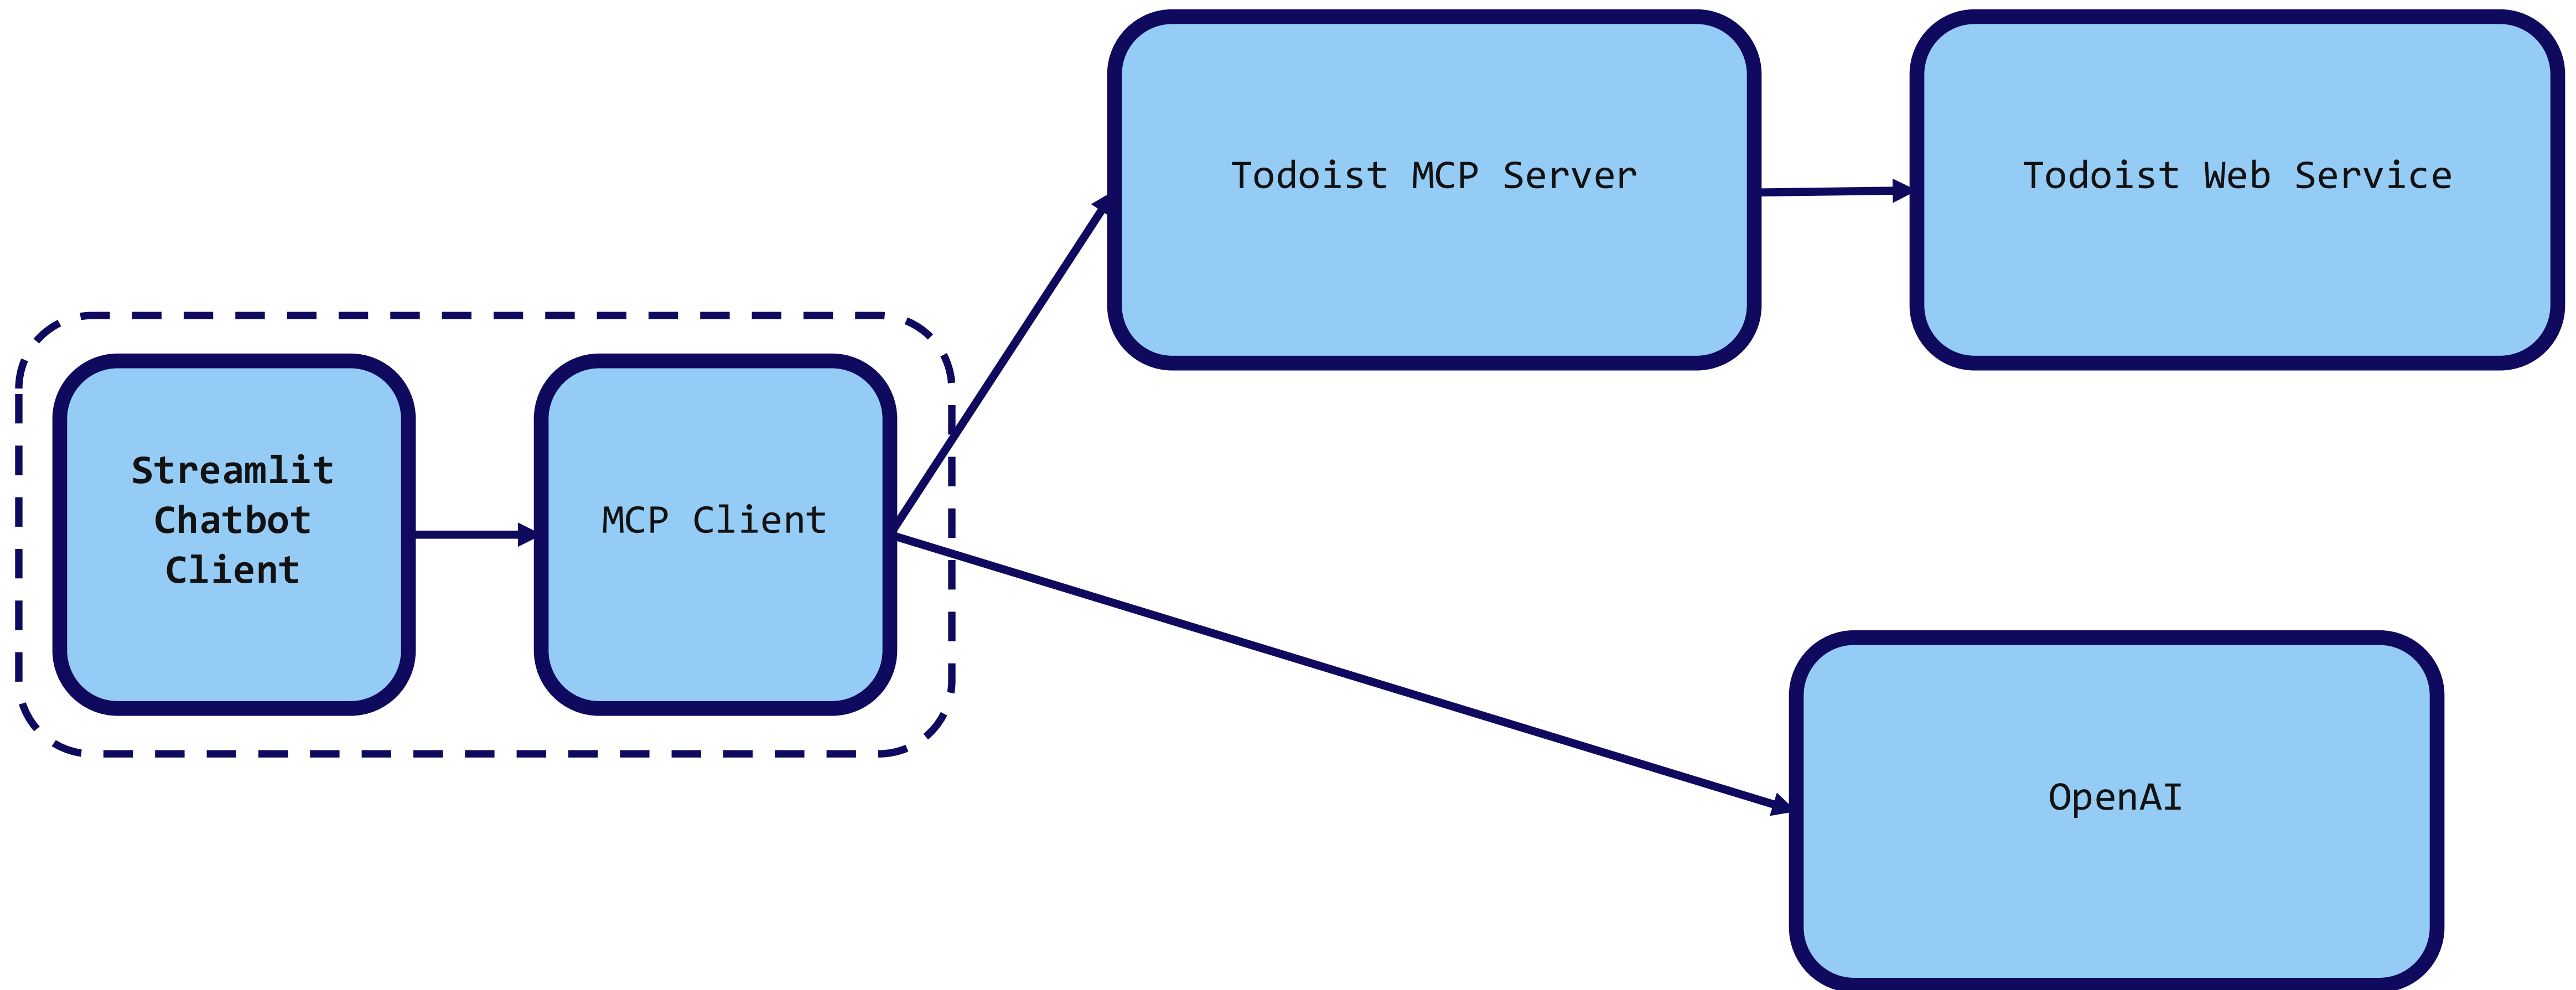 Todoist MCP Server
Todoist Web Service
Streamlit
Chatbot
Client
MCP Client
OpenAI